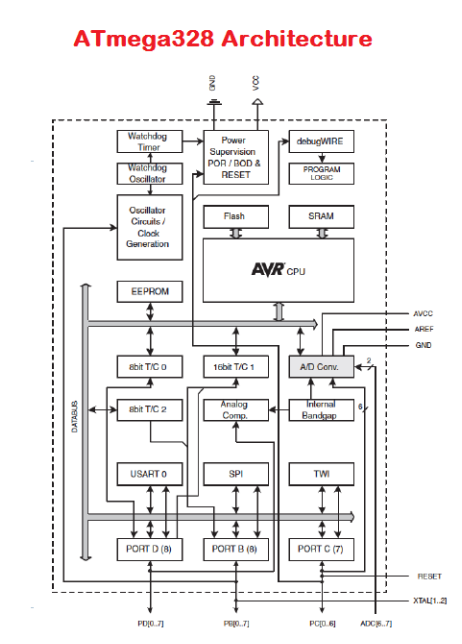 ATmega328 Architecture
GND
VCC
Watchdog
Timer
Power
Supervision
POR / BOD &
RESET
debugWIRE
Watchdog
Oscillator
PROGRAM
LOGIC
Oscillator
Circuits /
Clock
Generation
Flash
SRAM
AVR CPU
EEPROM
AVCC
AREF
GND
8bit T/C 0
16bit T/C 1
A/D Conv.
2
8bit T/C 2
Analog
Comp.
Internal
Bandgap
6
DATABUS
USART 0
SPI
TWI
PORT D (8)
PORT B (8)
PORT C (7)
RESET
XTAL[1..2]
PD[0..7]
PB[0..7]
PC[0..6]
ADC[6..7]